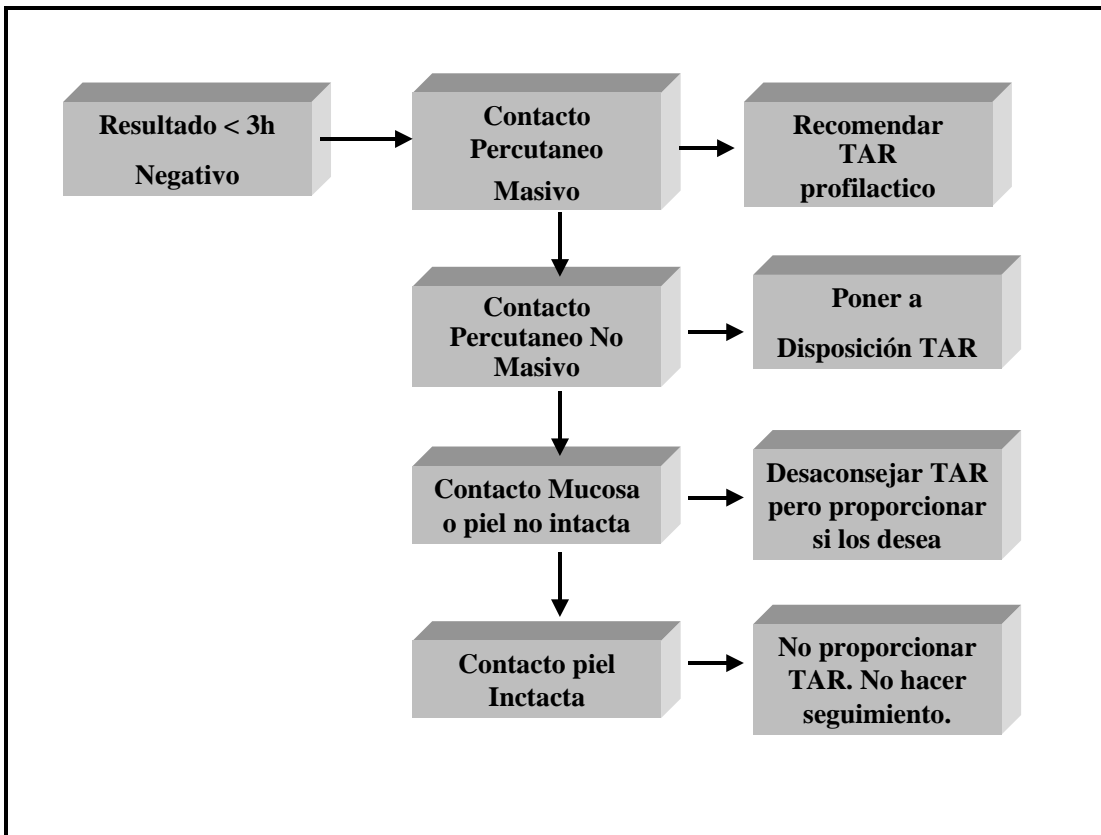 Resultado < 3h
Negativo
Contacto
Percutaneo
Masivo
Recomendar
TAR
profilactico
Contacto
Percutaneo No
Masivo
Poner a
Disposición TAR
Contacto Mucosa
o piel no intacta
Desaconsejar TAR
pero proporcionar
si los desea
Contacto piel
Inctacta
No proporcionar
TAR. No hacer
seguimiento.